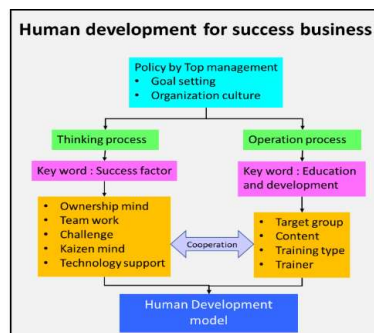 Human development for success business
Policy by Top management
• Goal setting
• Organization culture
Thinking process
Operation process
Key word : Success factor
Key word : Education
and development
• Ownership mind
• Team work
• Challenge
• Kaizen mind
• Technology support
Cooperation
• Target group
• Content
• Training type
• Trainer
Human Development
model